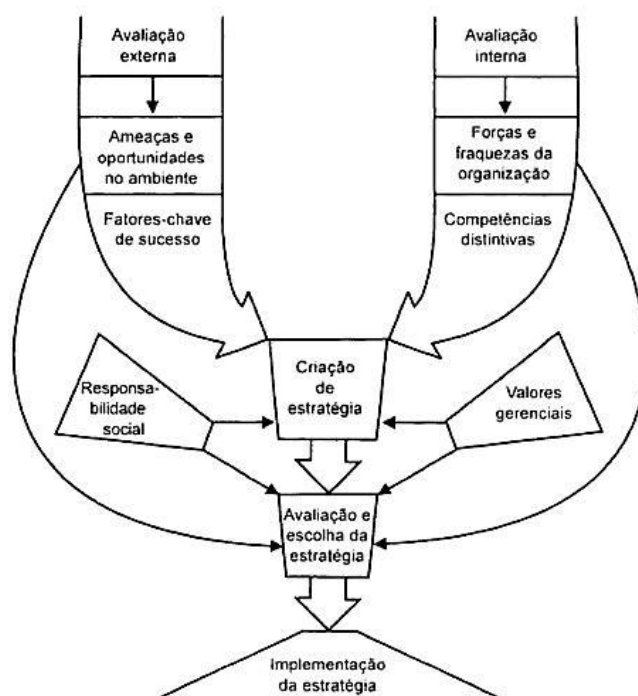 Avaliação
externa
Avaliação
interna
Ameaças e
oportunidades
no ambiente
Forças e
fraquezas da
organização
Fatores-chave
de sucesso
Competências
distintivas
Criação
de
estratégia
Responsa-
bilidade
social
Valores
gerenciais
Avaliação e
escolha da
estratégia
Implementação
da estratégia